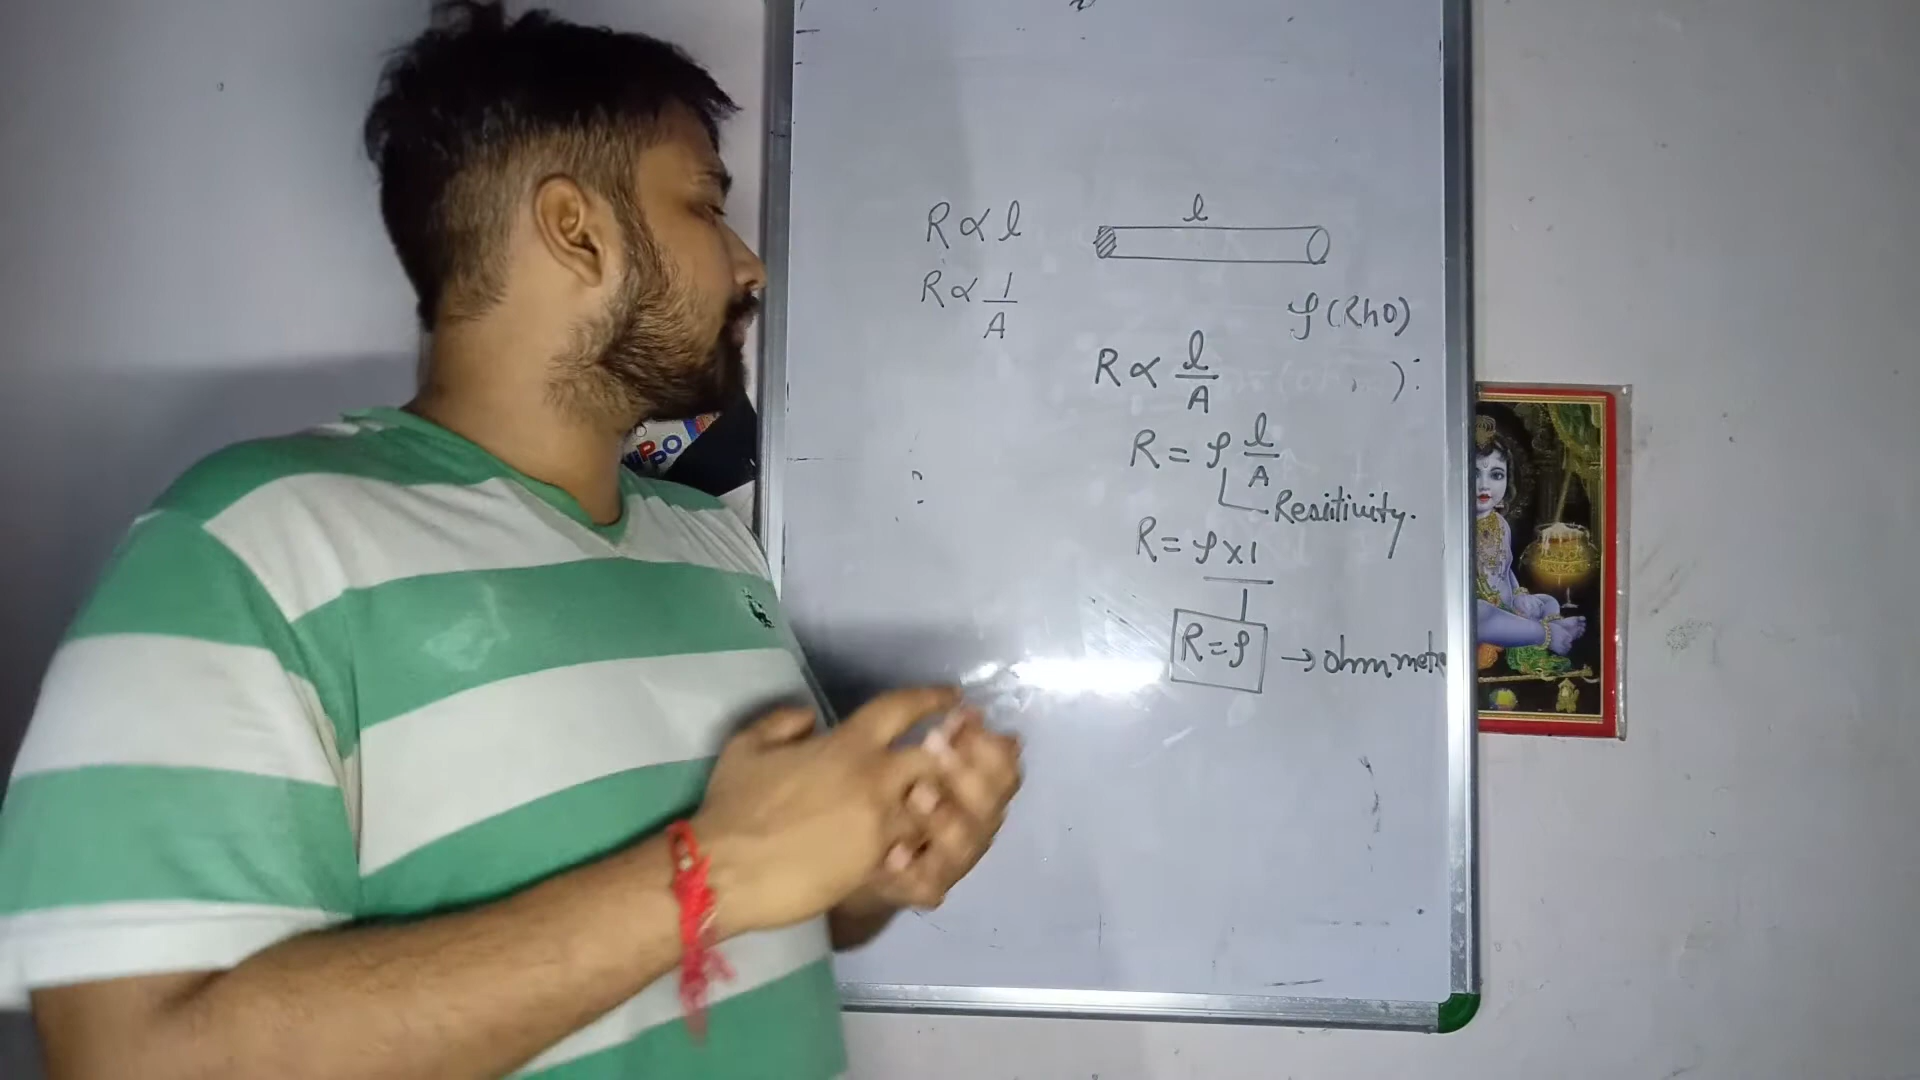 R ∝ l
l
R ∝ 1/A
ρ (Rho)
R ∝ l/A
R = ρ l/A
Resitivity.
R = ρ x 1
1
R = ρ → ohm mete